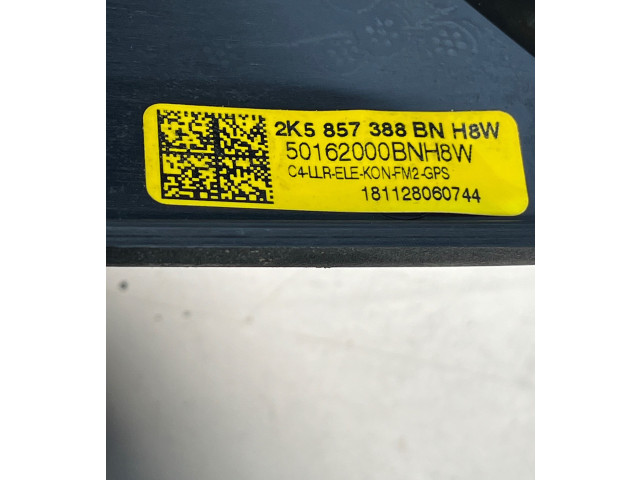 2K5 857 388 BN H8W
50162000BNH8W
C4-LLR-ELE-KON-FM2-GPS
181128060744